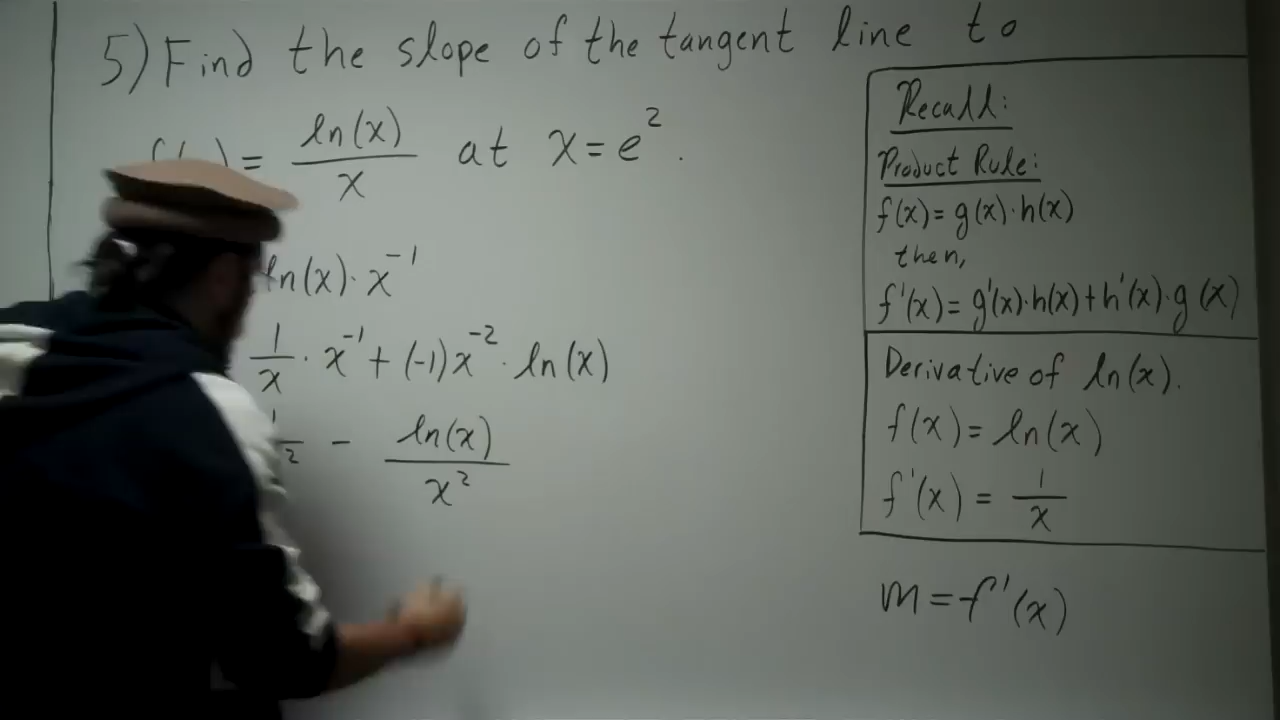 5) Find the slope of the tangent line to
f( )= ln(x)/x at x=e².
ln(x)·x⁻¹
1/x · x⁻¹ + (-1)x⁻² · ln(x)
- ln(x)/x²
Recall:
Product Rule:
f(x)= g(x)·h(x)
then,
f'(x)= g'(x)·h(x)+h'(x)·g(x)
Derivative of ln(x).
f(x)= ln(x)
f'(x) = 1/x
m=f'(x)